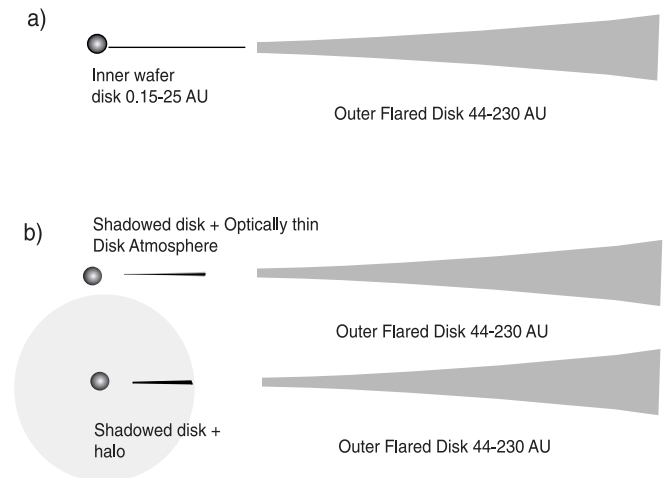 a)
Inner wafer
disk 0.15-25 AU
Outer Flared Disk 44-230 AU
b)
Shadowed disk + Optically thin
Disk Atmosphere
Outer Flared Disk 44-230 AU
Shadowed disk +
halo
Outer Flared Disk 44-230 AU